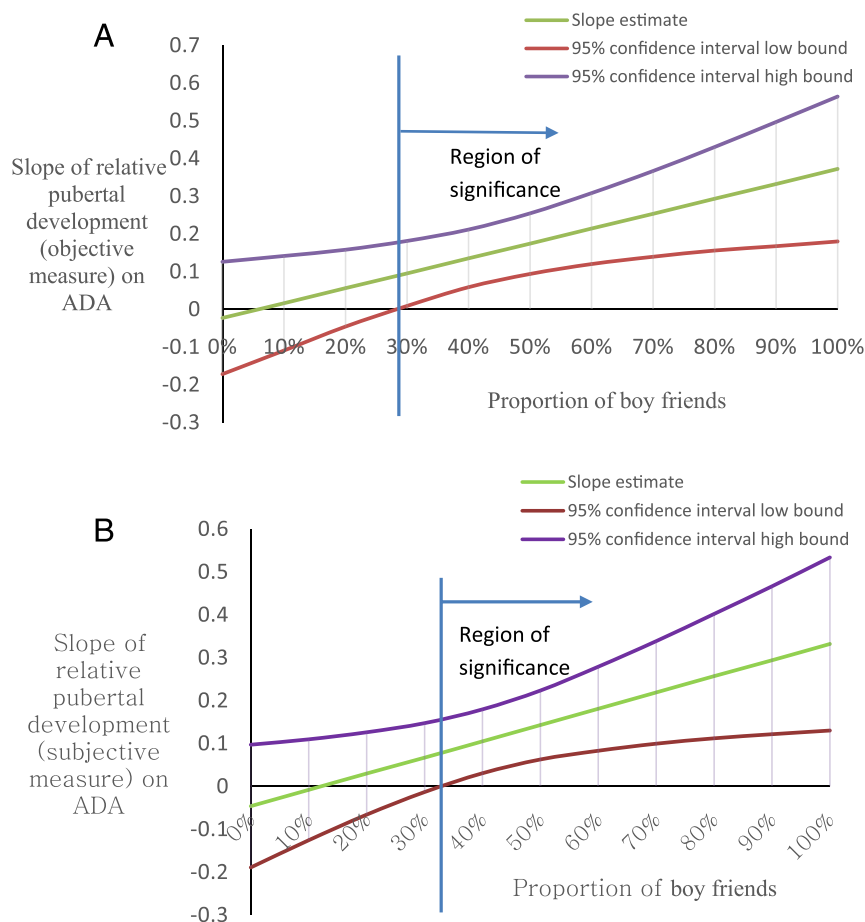 A
Slope estimate
95% confidence interval low bound
95% confidence interval high bound
0.7
0.6
0.5
0.4
0.3
0.2
0.1
0
-0.1
-0.2
-0.3
Slope of relative
pubertal
development
(objective
measure) on
ADA
Region of
significance
0% 10% 20% 30% 40% 50% 60% 70% 80% 90% 100%
Proportion of boy friends
B
Slope estimate
95% confidence interval low bound
95% confidence interval high bound
0.6
0.5
0.4
0.3
0.2
0.1
0
-0.1
-0.2
-0.3
Slope of
relative
pubertal
development
(subjective
measure) on
ADA
Region of
significance
0% 10% 20% 30% 40% 50% 60% 70% 80% 90% 100%
Proportion of boy friends